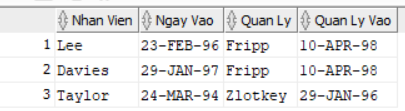 Nhan Vien Ngay Vao Quan Ly Quan Ly Vao
1 Lee 23-FEB-96 Fripp 10-APR-98
2 Davies 29-JAN-97 Fripp 10-APR-98
3 Taylor 24-MAR-94 Zlotkey 29-JAN-96